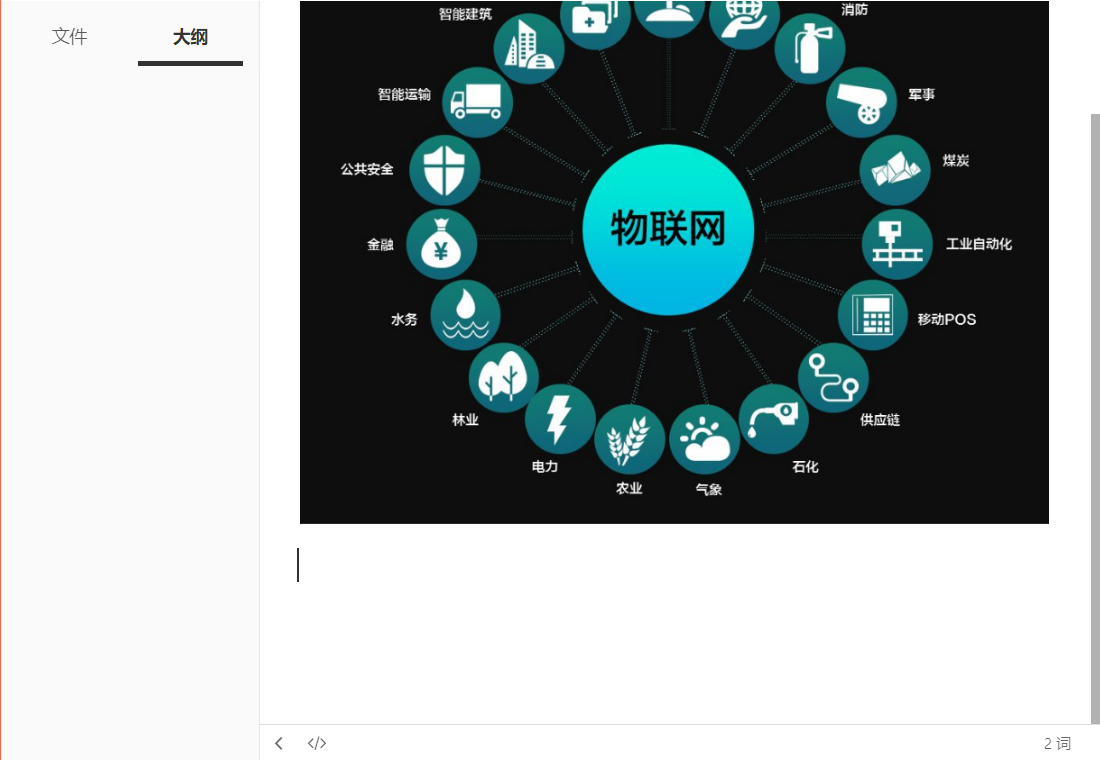 文件
大纲
智能建筑
消防
智能运输
军事
公共安全
煤炭
物联网
金融
¥
工业自动化
水务
移动POS
林业
供应链
电力
石化
农业
气象
</>
2 词